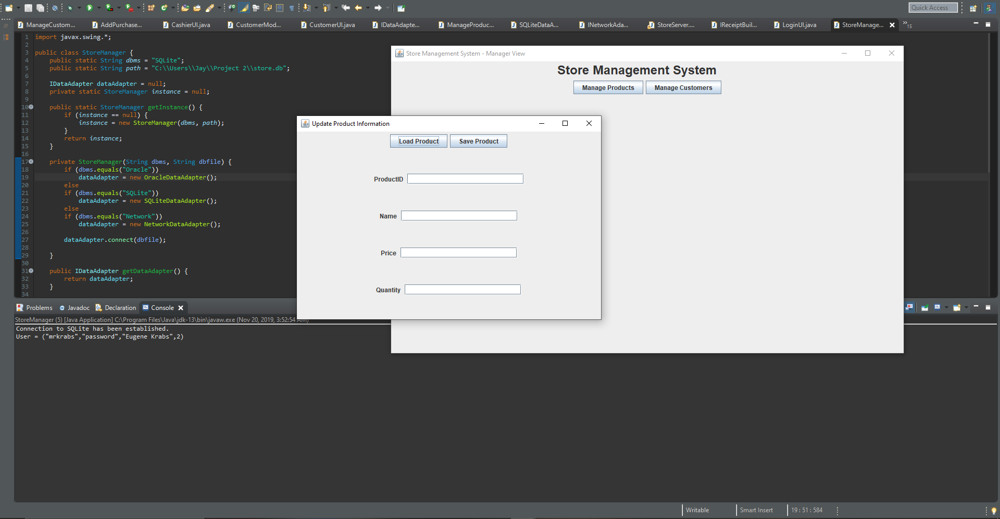 Quick Access
ManageCustom...
AddPurchase...
CashierUI.java
CustomerMod...
CustomerUI.java
IDataAdapte...
ManageProduc...
SQLiteDataA...
INetworkAda...
StoreServer....
IReceiptBuil...
LoginUI.java
StoreManage...
»15
1 import javax.swing.*;
2
3 public class StoreManager {
4 public static String dbms = "SQLite";
5 public static String path = "C:\\Users\\Jay\\Project 2\\store.db";
6
7 IDataAdapter dataAdapter = null;
8 private static StoreManager instance = null;
9
10 public static StoreManager getInstance() {
11 if (instance == null) {
12 instance = new StoreManager(dbms, path);
13 }
14 return instance;
15 }
16
17 private StoreManager(String dbms, String dbfile) {
18 if (dbms.equals("Oracle"))
19 dataAdapter = new OracleDataAdapter();
20 else
21 if (dbms.equals("SQLite"))
22 dataAdapter = new SQLiteDataAdapter();
23 else
24 if (dbms.equals("Network"))
25 dataAdapter = new NetworkDataAdapter();
26
27 dataAdapter.connect(dbfile);
28
29 }
30
31 public IDataAdapter getDataAdapter() {
32 return dataAdapter;
33 }
34
Store Management System - Manager View
Store Management System
Manage Products
Manage Customers
Update Product Information
Load Product
Save Product
ProductID
Name
Price
Quantity
Problems
Javadoc
Declaration
Console
StoreManager (5) [Java Application] C:\Program Files\Java\jdk-13\bin\javaw.exe (Nov 20, 2019, 3:52:54 AM)
Connection to SQLite has been established.
User = ("mrkrabs","password","Eugene Krabs",2)
Writable
Smart Insert
19 : 51 : 584